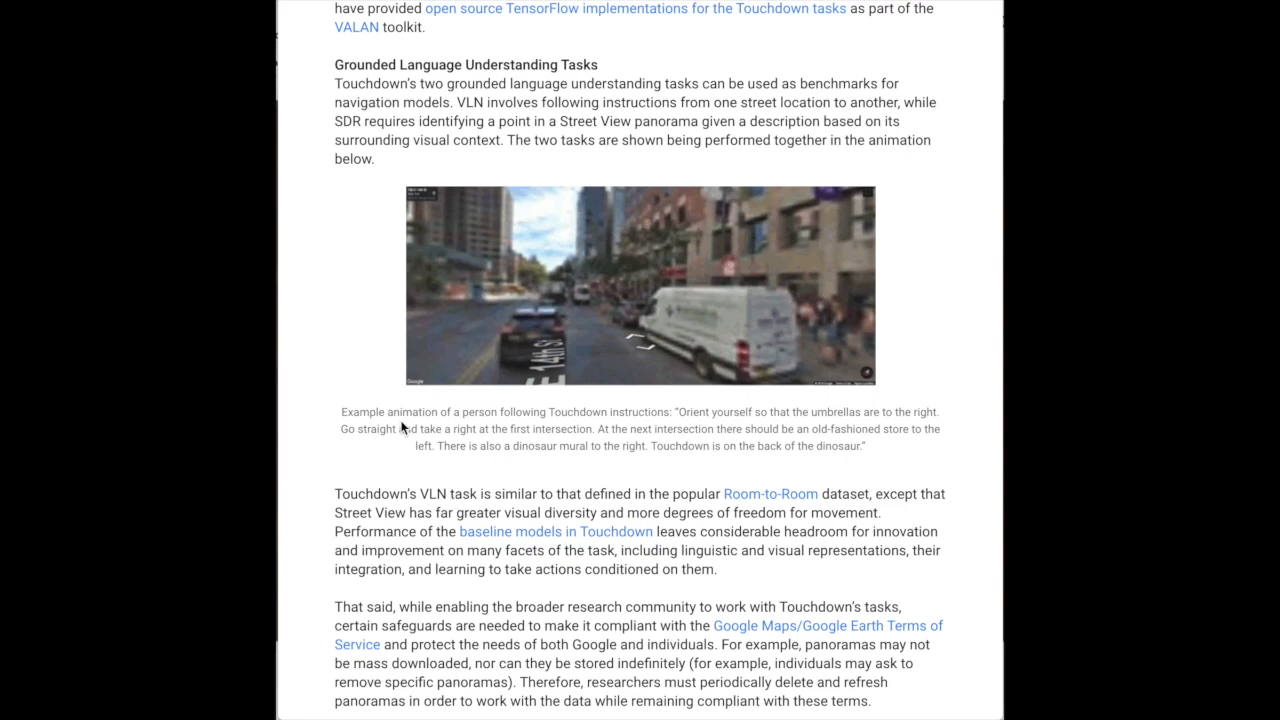 have provided open source TensorFlow implementations for the Touchdown tasks as part of the
VALAN toolkit.
Grounded Language Understanding Tasks
Touchdown’s two grounded language understanding tasks can be used as benchmarks for
navigation models. VLN involves following instructions from one street location to another, while
SDR requires identifying a point in a Street View panorama given a description based on its
surrounding visual context. The two tasks are shown being performed together in the animation
below.
E 14th St
Google
Example animation of a person following Touchdown instructions: “Orient yourself so that the umbrellas are to the right.
Go straight and take a right at the first intersection. At the next intersection there should be an old-fashioned store to the
left. There is also a dinosaur mural to the right. Touchdown is on the back of the dinosaur.”
Touchdown’s VLN task is similar to that defined in the popular Room-to-Room dataset, except that
Street View has far greater visual diversity and more degrees of freedom for movement.
Performance of the baseline models in Touchdown leaves considerable headroom for innovation
and improvement on many facets of the task, including linguistic and visual representations, their
integration, and learning to take actions conditioned on them.
That said, while enabling the broader research community to work with Touchdown’s tasks,
certain safeguards are needed to make it compliant with the Google Maps/Google Earth Terms of
Service and protect the needs of both Google and individuals. For example, panoramas may not
be mass downloaded, nor can they be stored indefinitely (for example, individuals may ask to
remove specific panoramas). Therefore, researchers must periodically delete and refresh
panoramas in order to work with the data while remaining compliant with these terms.